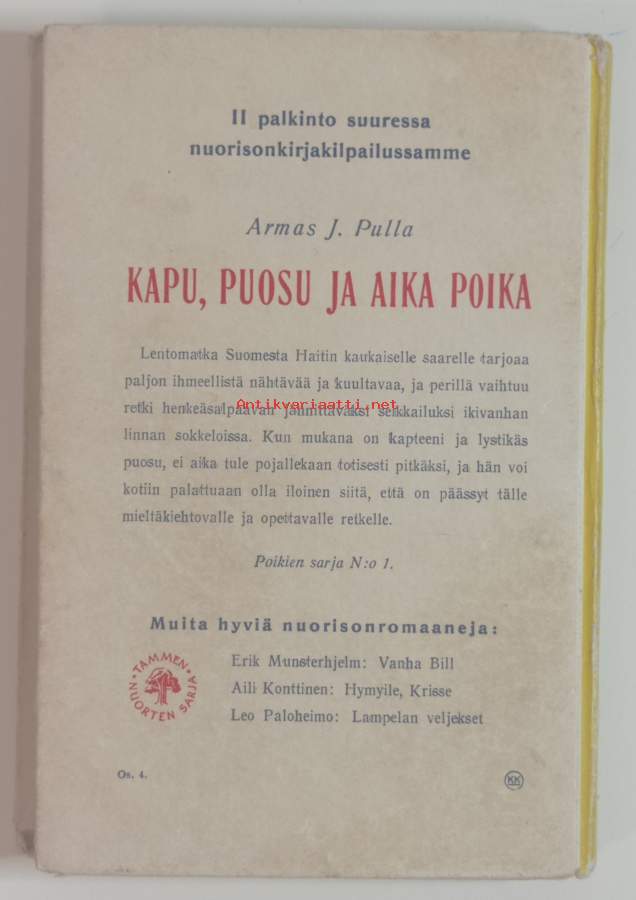 II palkinto suuressa
nuorisonkirjakilpailussamme
Armas J. Pulla
KAPU, PUOSU JA AIKA POIKA
Lentomatka Suomesta Haitin kaukaiselle saarelle tarjoaa
paljon ihmeellistä nähtävää ja kuultavaa, ja perillä vaihtuu
Antikvariaatti.net
retki henkeäsalpaavan jännittäväksi seikkailuksi ikivanhan
linnan sokkeloissa. Kun mukana on kapteeni ja lystikäs
puosu, ei aika tule pojallekaan totisesti pitkäksi, ja hän voi
kotiin palattuaan olla iloinen siitä, että on päässyt tälle
mieltäkiehtovalle ja opettavalle retkelle.
Poikien sarja N:o 1.
Muita hyviä nuorisonromaaneja:
TAMMEN NUORTEN SARJA
Erik Munsterhjelm: Vanha Bill
Aili Konttinen: Hymyile, Krisse
Leo Paloheimo: Lampelan veljekset
Os. 4.
KK